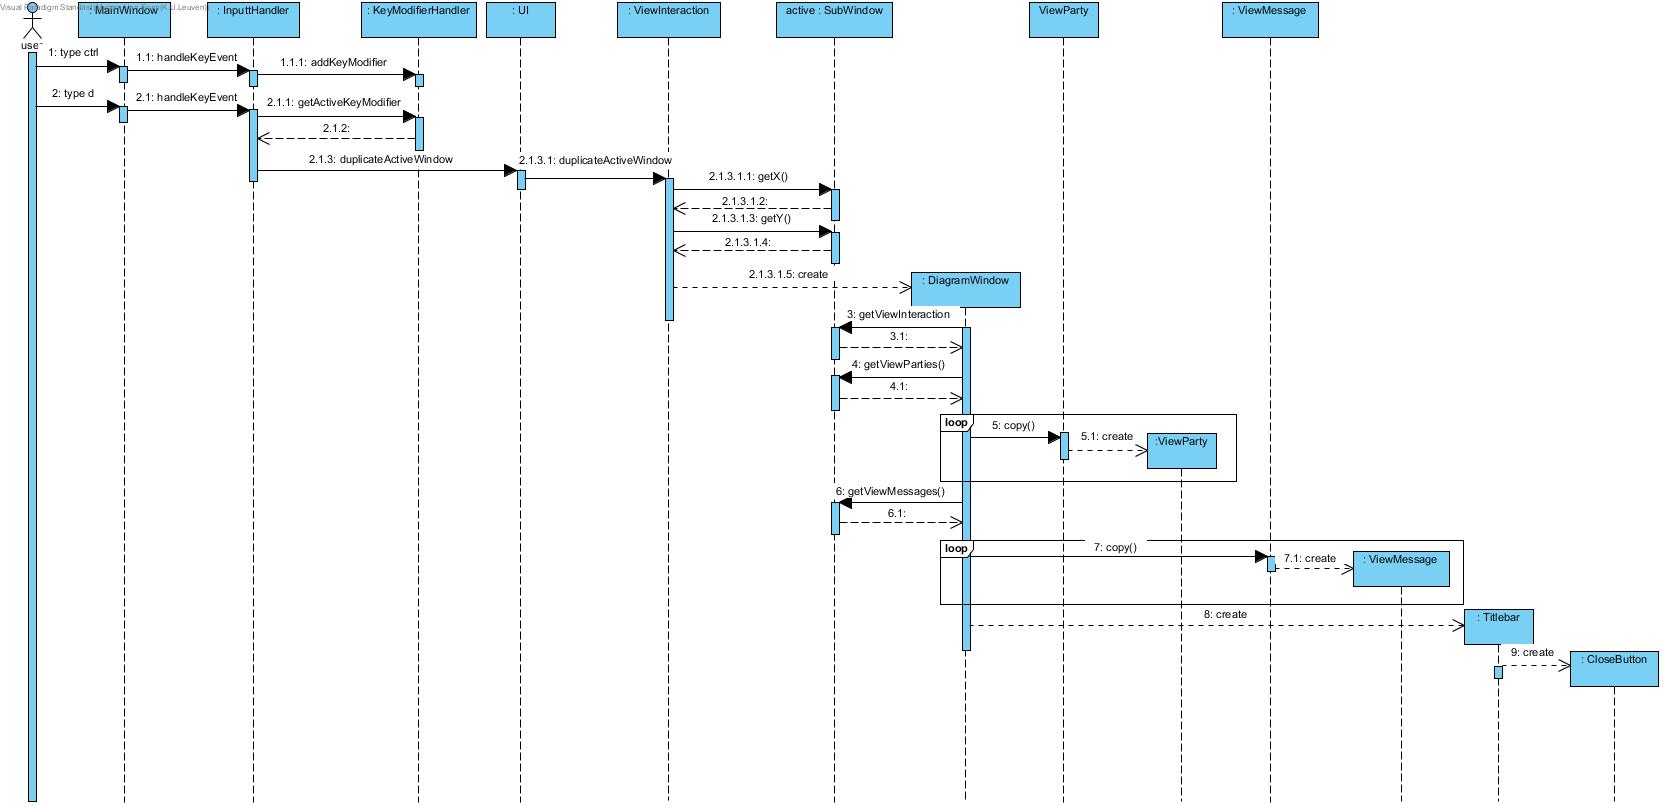 Visual Paradigm Standard
(K.U.Leuven)
: MainWindow
: InputtHandler
: KeyModifierHandler
: UI
: ViewInteraction
active : SubWindow
ViewParty
: ViewMessage
user
1: type ctrl
1.1: handleKeyEvent
1.1.1: addKeyModifier
2: type d
2.1: handleKeyEvent
2.1.1: getActiveKeyModifier
2.1.2:
2.1.3: duplicateActiveWindow
2.1.3.1: duplicateActiveWindow
2.1.3.1.1: getX()
2.1.3.1.2:
2.1.3.1.3: getY()
2.1.3.1.4:
2.1.3.1.5: create
: DiagramWindow
3: getViewInteraction
3.1:
4: getViewParties()
4.1:
loop
5: copy()
5.1: create
:ViewParty
6: getViewMessages()
6.1:
loop
7: copy()
7.1: create
: ViewMessage
8: create
: Titlebar
9: create
: CloseButton